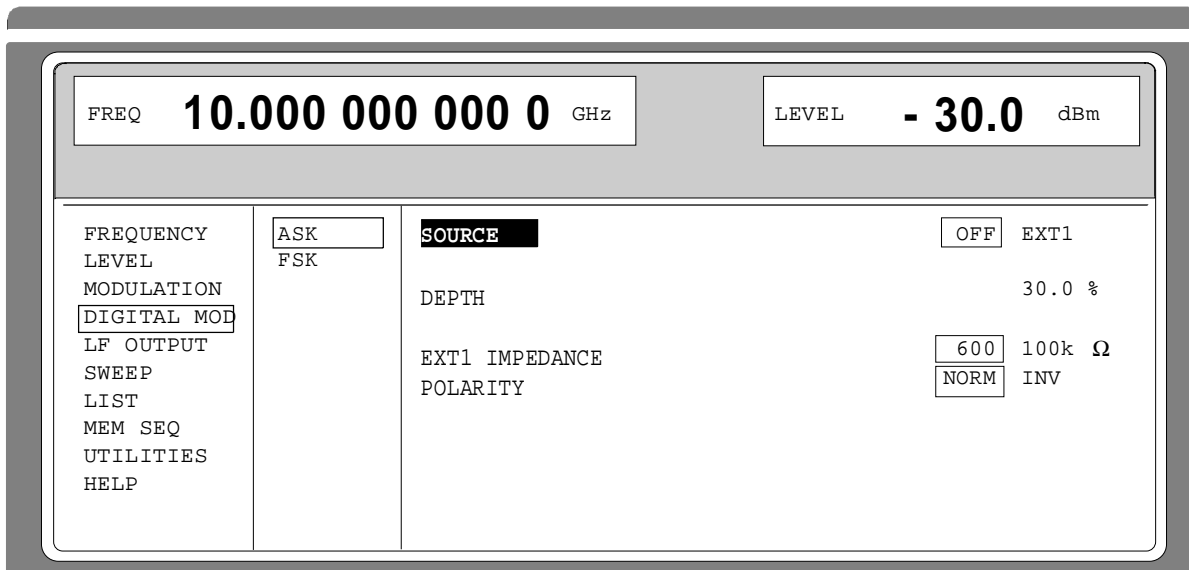 FREQ 10.000 000 000 0 GHz LEVEL - 30.0 dBm
FREQUENCY ASK SOURCE OFF EXT1
LEVEL FSK
MODULATION DEPTH 30.0 %
DIGITAL MOD
LF OUTPUT EXT1 IMPEDANCE 600 100k Ω
SWEEP POLARITY NORM INV
LIST
MEM SEQ
UTILITIES
HELP